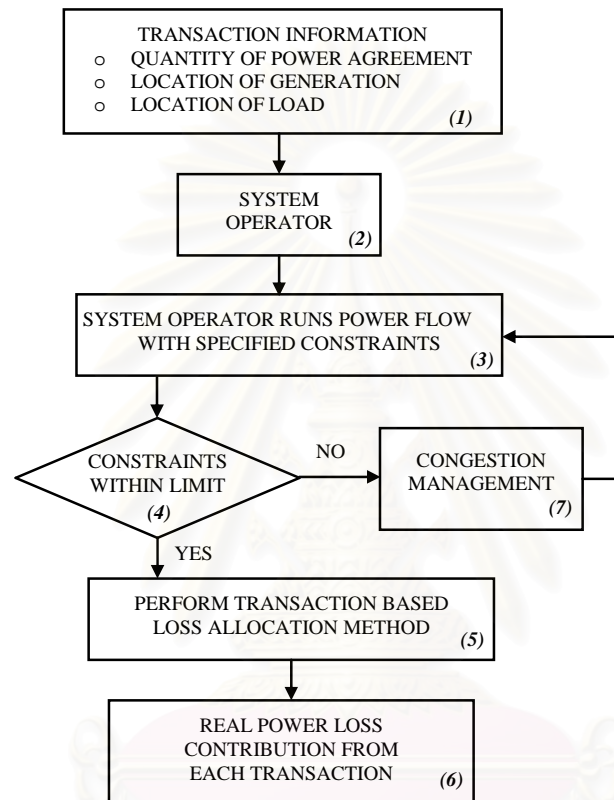 TRANSACTION INFORMATION
o QUANTITY OF POWER AGREEMENT
o LOCATION OF GENERATION
o LOCATION OF LOAD
(1)
SYSTEM
OPERATOR
(2)
SYSTEM OPERATOR RUNS POWER FLOW
WITH SPECIFIED CONSTRAINTS
(3)
CONSTRAINTS
WITHIN LIMIT
(4)
NO
CONGESTION
MANAGEMENT
(7)
YES
PERFORM TRANSACTION BASED
LOSS ALLOCATION METHOD
(5)
REAL POWER LOSS
CONTRIBUTION FROM
EACH TRANSACTION
(6)